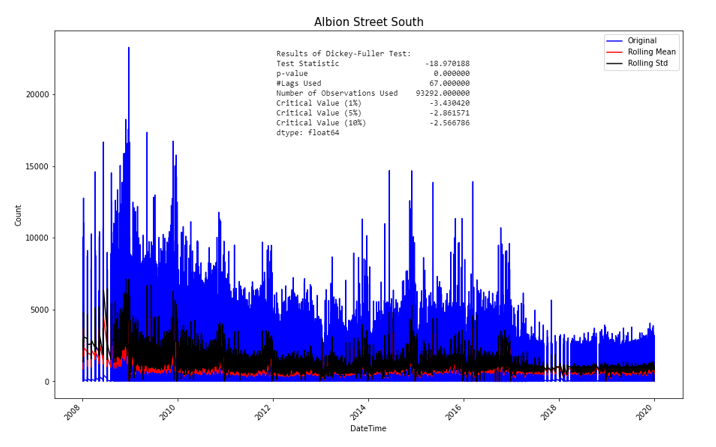 Albion Street South
Original
Rolling Mean
Rolling Std
Results of Dickey-Fuller Test:
Test Statistic -18.970188
p-value 0.000000
#Lags Used 67.000000
Number of Observations Used 93292.000000
Critical Value (1%) -3.430420
Critical Value (5%) -2.861571
Critical Value (10%) -2.566786
dtype: float64
Count
20000
15000
10000
5000
0
2008 2010 2012 2014 2016 2018 2020
DateTime